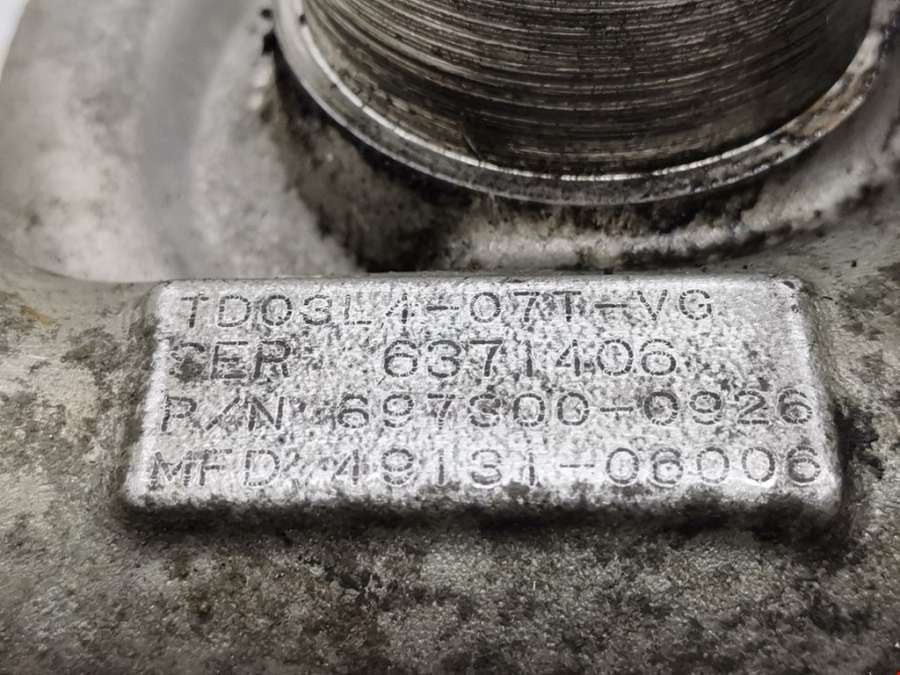 TD03L4-07T-VG
SER 6371406
P/N 697300-0926
MFD 49131-06006